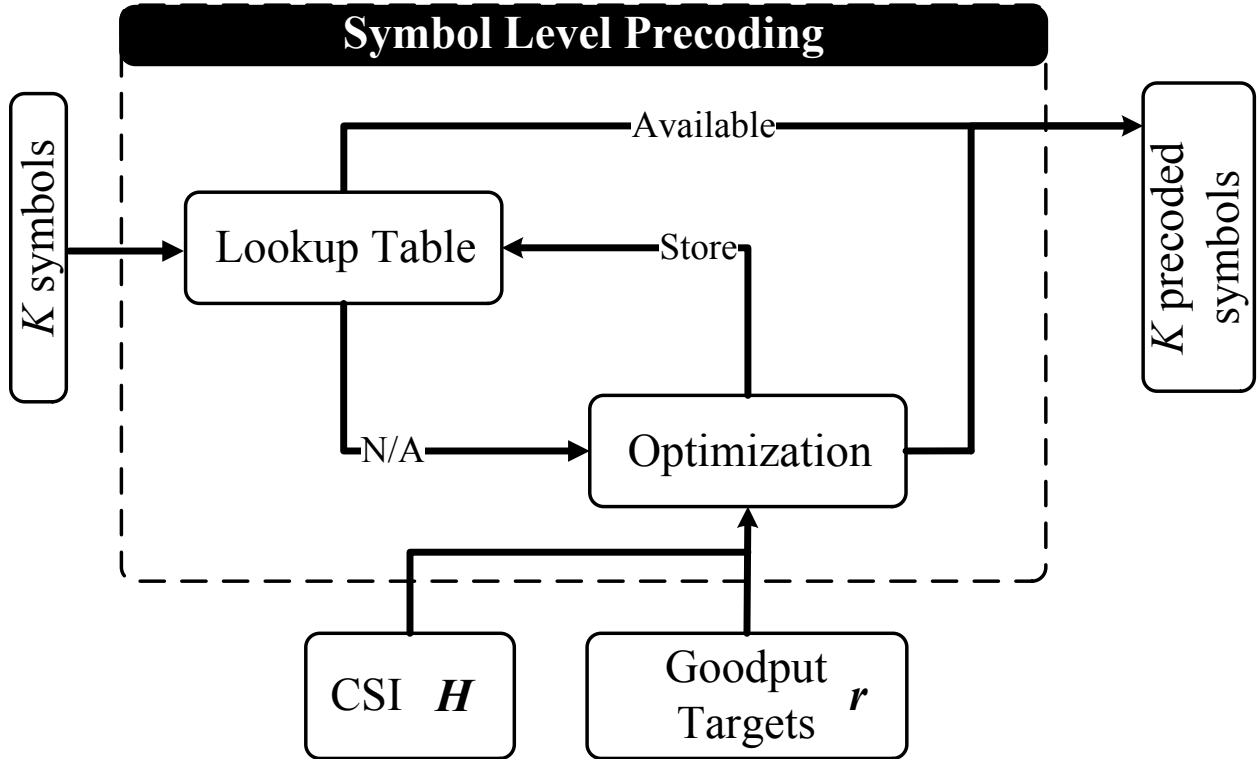 Symbol Level Precoding
K symbols
Available
K precoded
symbols
Lookup Table
Store
N/A
Optimization
CSI H
Goodput
Targets r